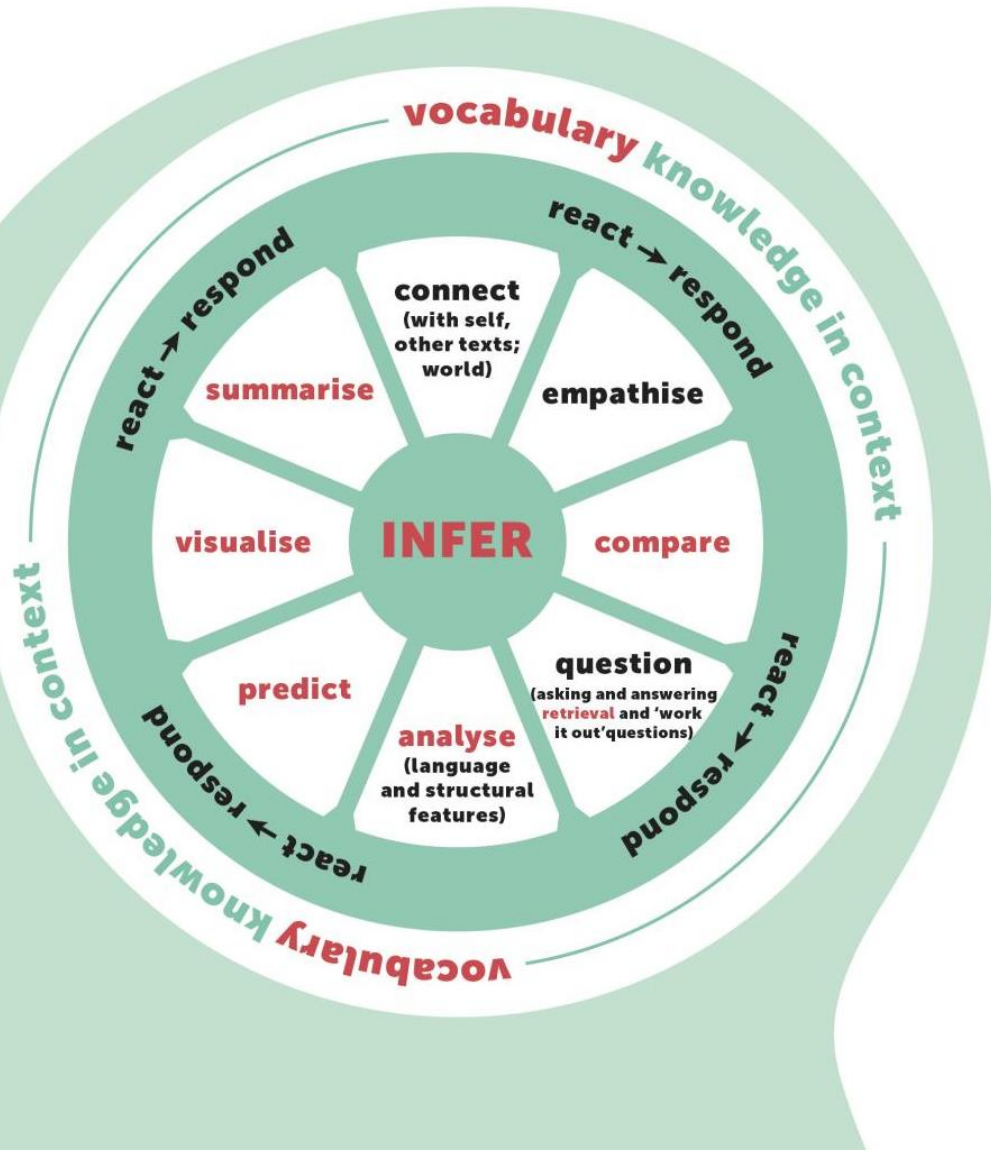 vocabulary knowledge in context
react → respond
react → respond
connect
(with self,
other texts;
world)
summarise
empathise
visualise
INFER
compare
predict
question
(asking and answering
retrieval and ‘work
it out’questions)
analyse
(language
and structural
features)
react → respond
react → respond
vocabulary knowledge in context